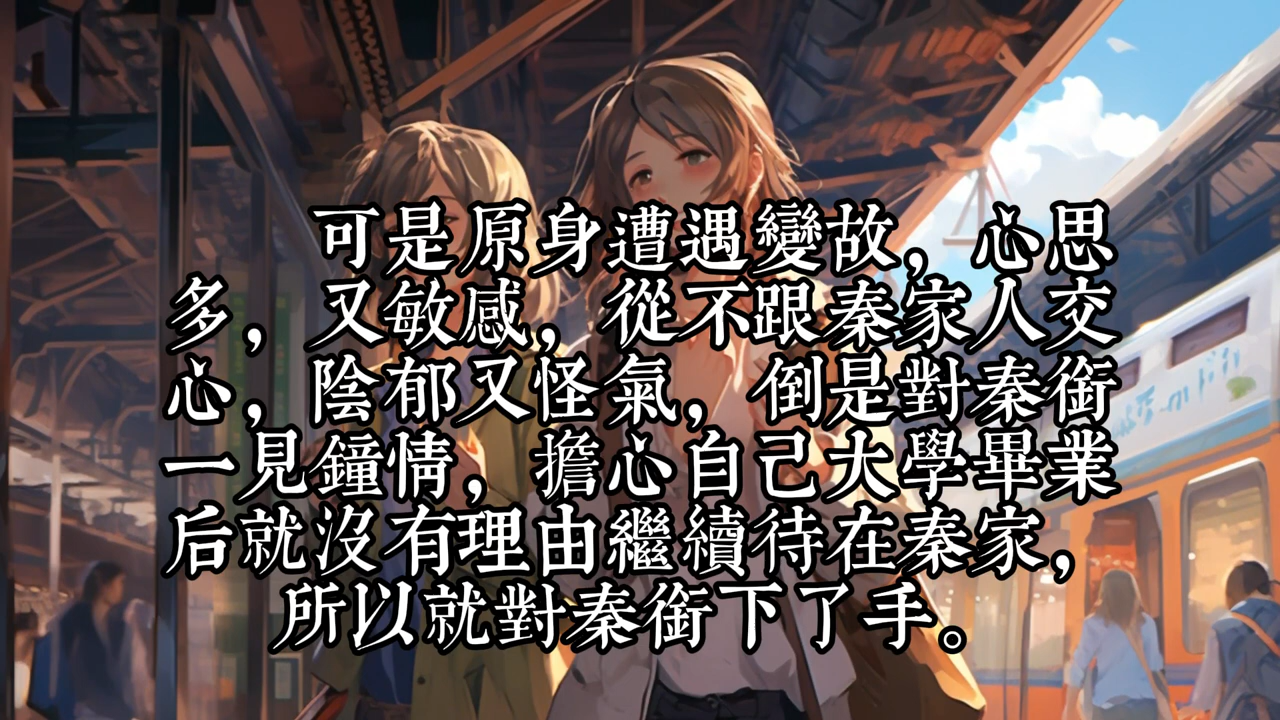 可是原身遭遇變故，心思
多，又敏感，從不跟秦家人交
心，陰郁又怪氣，倒是對秦銜
一見鐘情，擔心自己大學畢業
后就沒有理由繼續待在秦家，
所以就對秦銜下了手。